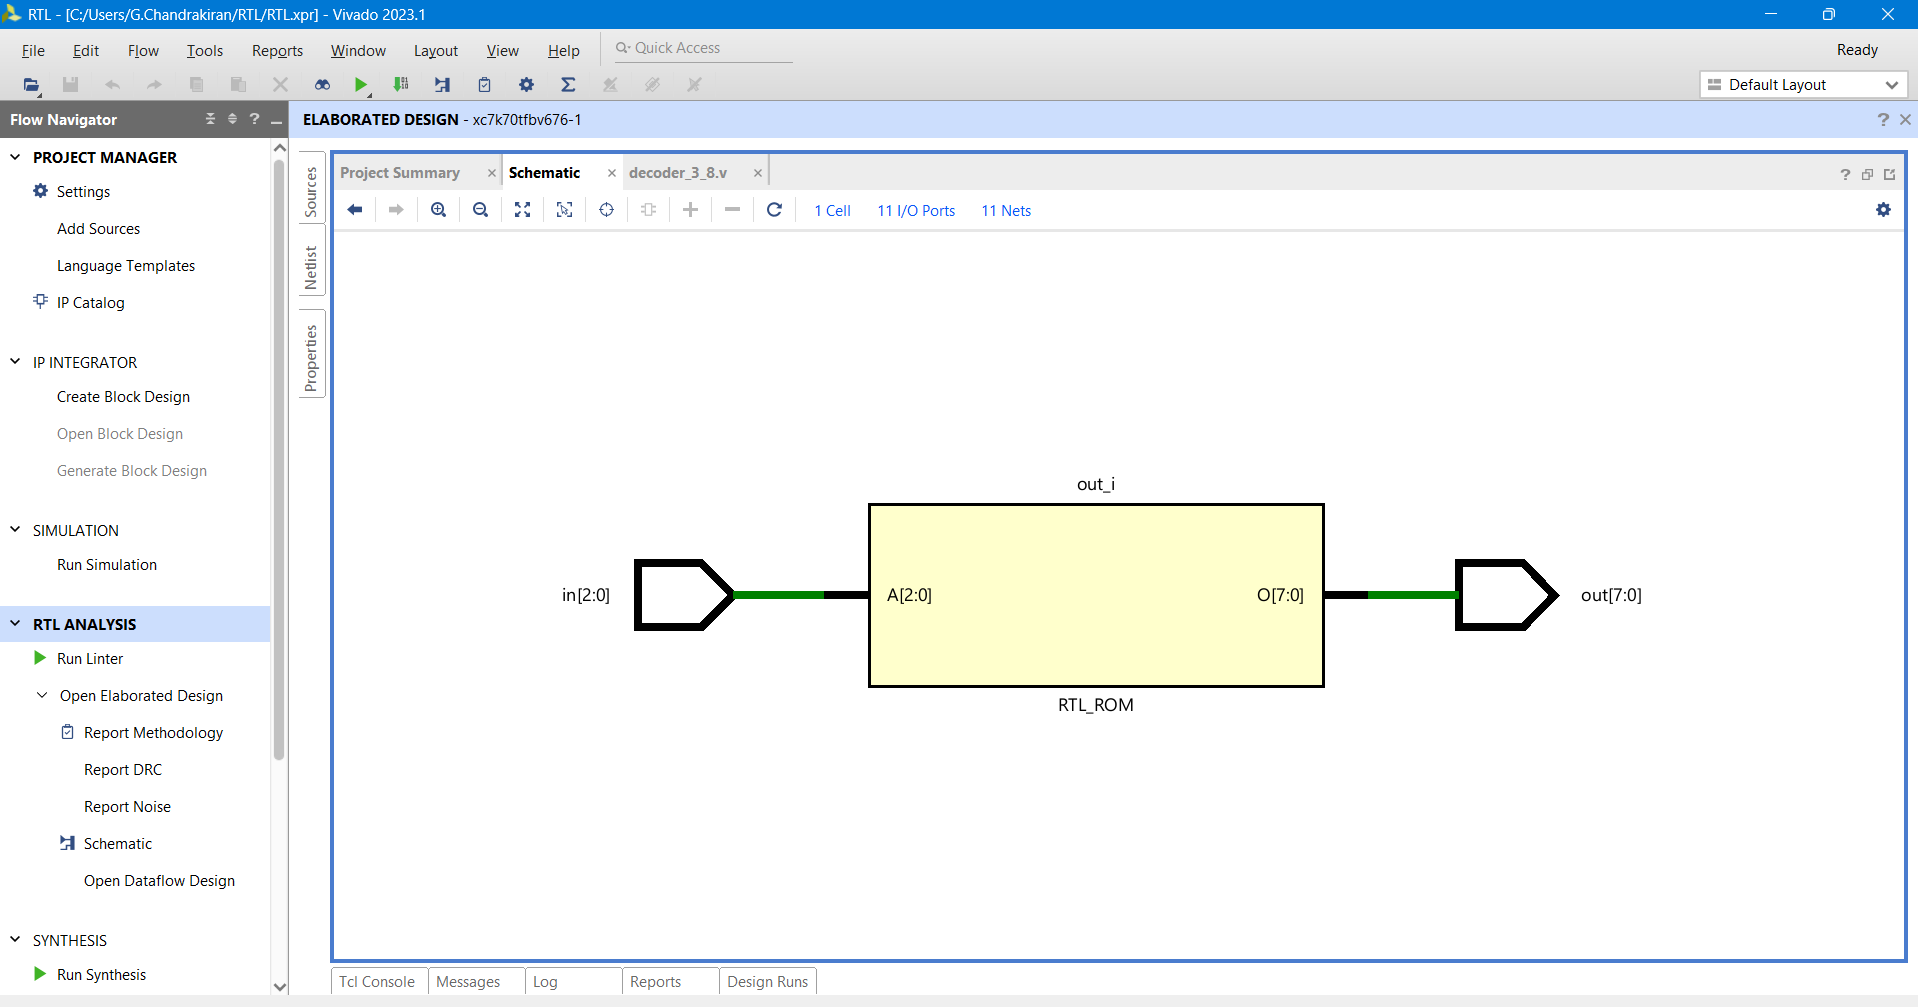 RTL - [C:/Users/G.Chandrakiran/RTL/RTL.xpr] - Vivado 2023.1
File Edit Flow Tools Reports Window Layout View Help Quick Access Ready
Default Layout
Flow Navigator
ELABORATED DESIGN - xc7k70tfbv676-1
PROJECT MANAGER
Settings
Add Sources
Language Templates
IP Catalog
IP INTEGRATOR
Create Block Design
Open Block Design
Generate Block Design
SIMULATION
Run Simulation
RTL ANALYSIS
Run Linter
Open Elaborated Design
Report Methodology
Report DRC
Report Noise
Schematic
Open Dataflow Design
SYNTHESIS
Run Synthesis
Sources
Netlist
Properties
Project Summary Schematic decoder_3_8.v
1 Cell 11 I/O Ports 11 Nets
out_i
in[2:0] A[2:0] O[7:0] out[7:0]
RTL_ROM
Tcl Console Messages Log Reports Design Runs